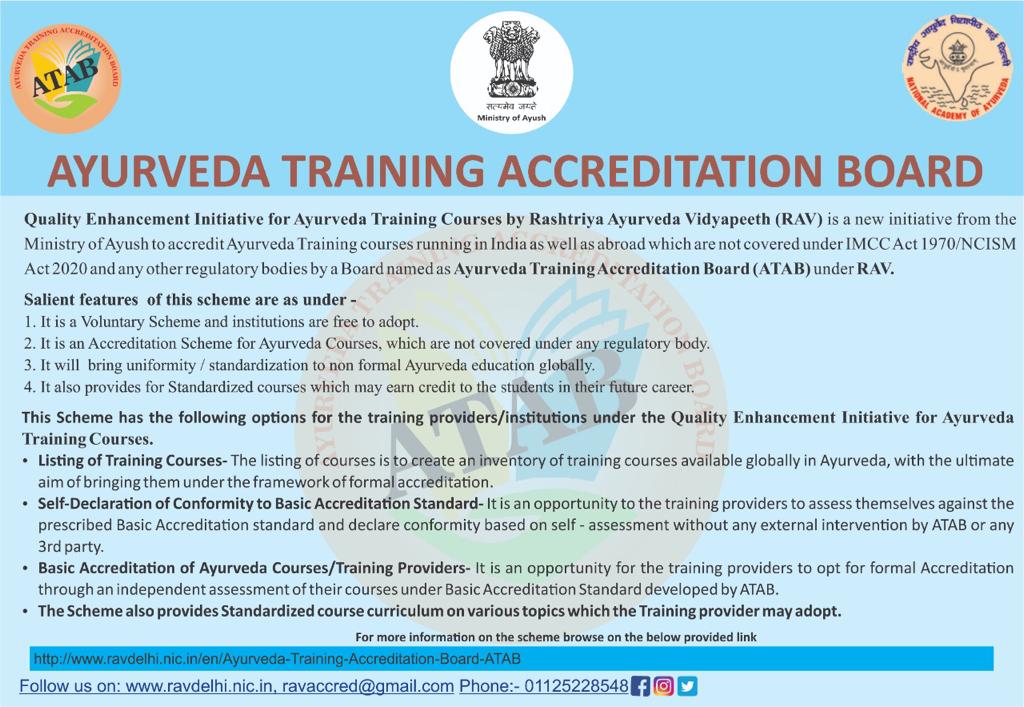 AYURVEDA TRAINING ACCREDITATION BOARD
ATAB
सत्यमेव जयते
Ministry of Ayush
राष्ट्रीय आयुर्वेद विद्यापीठ नई दिल्ली
NATIONAL ACADEMY OF AYURVEDA
AYURVEDA TRAINING ACCREDITATION BOARD
Quality Enhancement Initiative for Ayurveda Training Courses by Rashtriya Ayurveda Vidyapeeth (RAV) is a new initiative from the
Ministry of Ayush to accredit Ayurveda Training courses running in India as well as abroad which are not covered under IMCC Act 1970/NCISM
Act 2020 and any other regulatory bodies by a Board named as Ayurveda Training Accreditation Board (ATAB) under RAV.
Salient features of this scheme are as under -
1. It is a Voluntary Scheme and institutions are free to adopt.
2. It is an Accreditation Scheme for Ayurveda Courses, which are not covered under any regulatory body.
3. It will bring uniformity / standardization to non formal Ayurveda education globally.
4. It also provides for Standardized courses which may earn credit to the students in their future career.
This Scheme has the following options for the training providers/institutions under the Quality Enhancement Initiative for Ayurveda
Training Courses.
• Listing of Training Courses- The listing of courses is to create an inventory of training courses available globally in Ayurveda, with the ultimate
aim of bringing them under the framework of formal accreditation.
• Self-Declaration of Conformity to Basic Accreditation Standard- It is an opportunity to the training providers to assess themselves against the
prescribed Basic Accreditation standard and declare conformity based on self - assessment without any external intervention by ATAB or any
3rd party.
• Basic Accreditation of Ayurveda Courses/Training Providers- It is an opportunity for the training providers to opt for formal Accreditation
through an independent assessment of their courses under Basic Accreditation Standard developed by ATAB.
• The Scheme also provides Standardized course curriculum on various topics which the Training provider may adopt.
AYURVEDA TRAINING ACCREDITATION BOARD
ATAB
For more information on the scheme browse on the below provided link
http://www.ravdelhi.nic.in/en/Ayurveda-Training-Accreditation-Board-ATAB
Follow us on: www.ravdelhi.nic.in, ravaccred@gmail.com Phone:- 01125228548